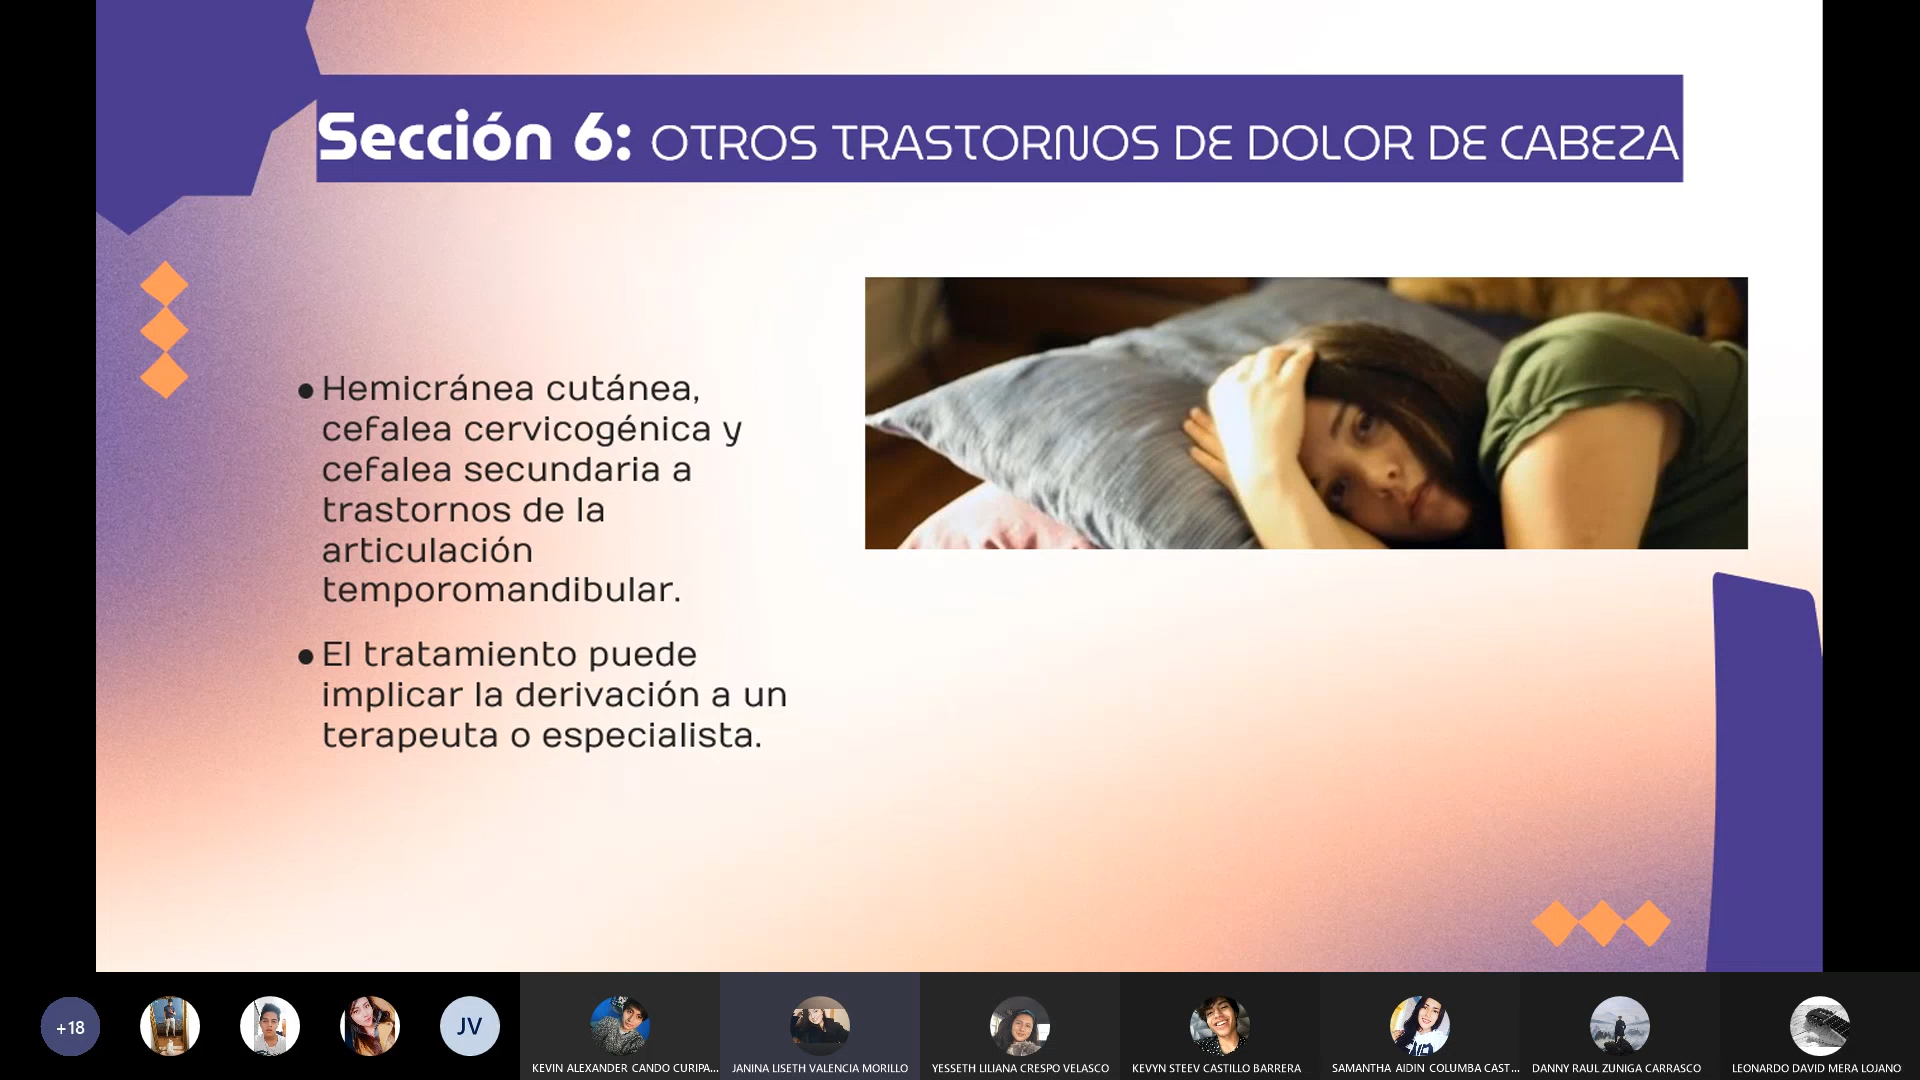 Sección 6: OTROS TRASTORNOS DE DOLOR DE CABEZA
● Hemicránea cutánea,
cefalea cervicogénica y
cefalea secundaria a
trastornos de la
articulación
temporomandibular.
● El tratamiento puede
implicar la derivación a un
terapeuta o especialista.
+18
JV
KEVIN ALEXANDER CANDO CURIPA...
JANINA LISETH VALENCIA MORILLO
YESSETH LILIANA CRESPO VELASCO
KEVYN STEEV CASTILLO BARRERA
SAMANTHA AIDIN COLUMBA CAST...
DANNY RAUL ZUNIGA CARRASCO
LEONARDO DAVID MERA LOJANO